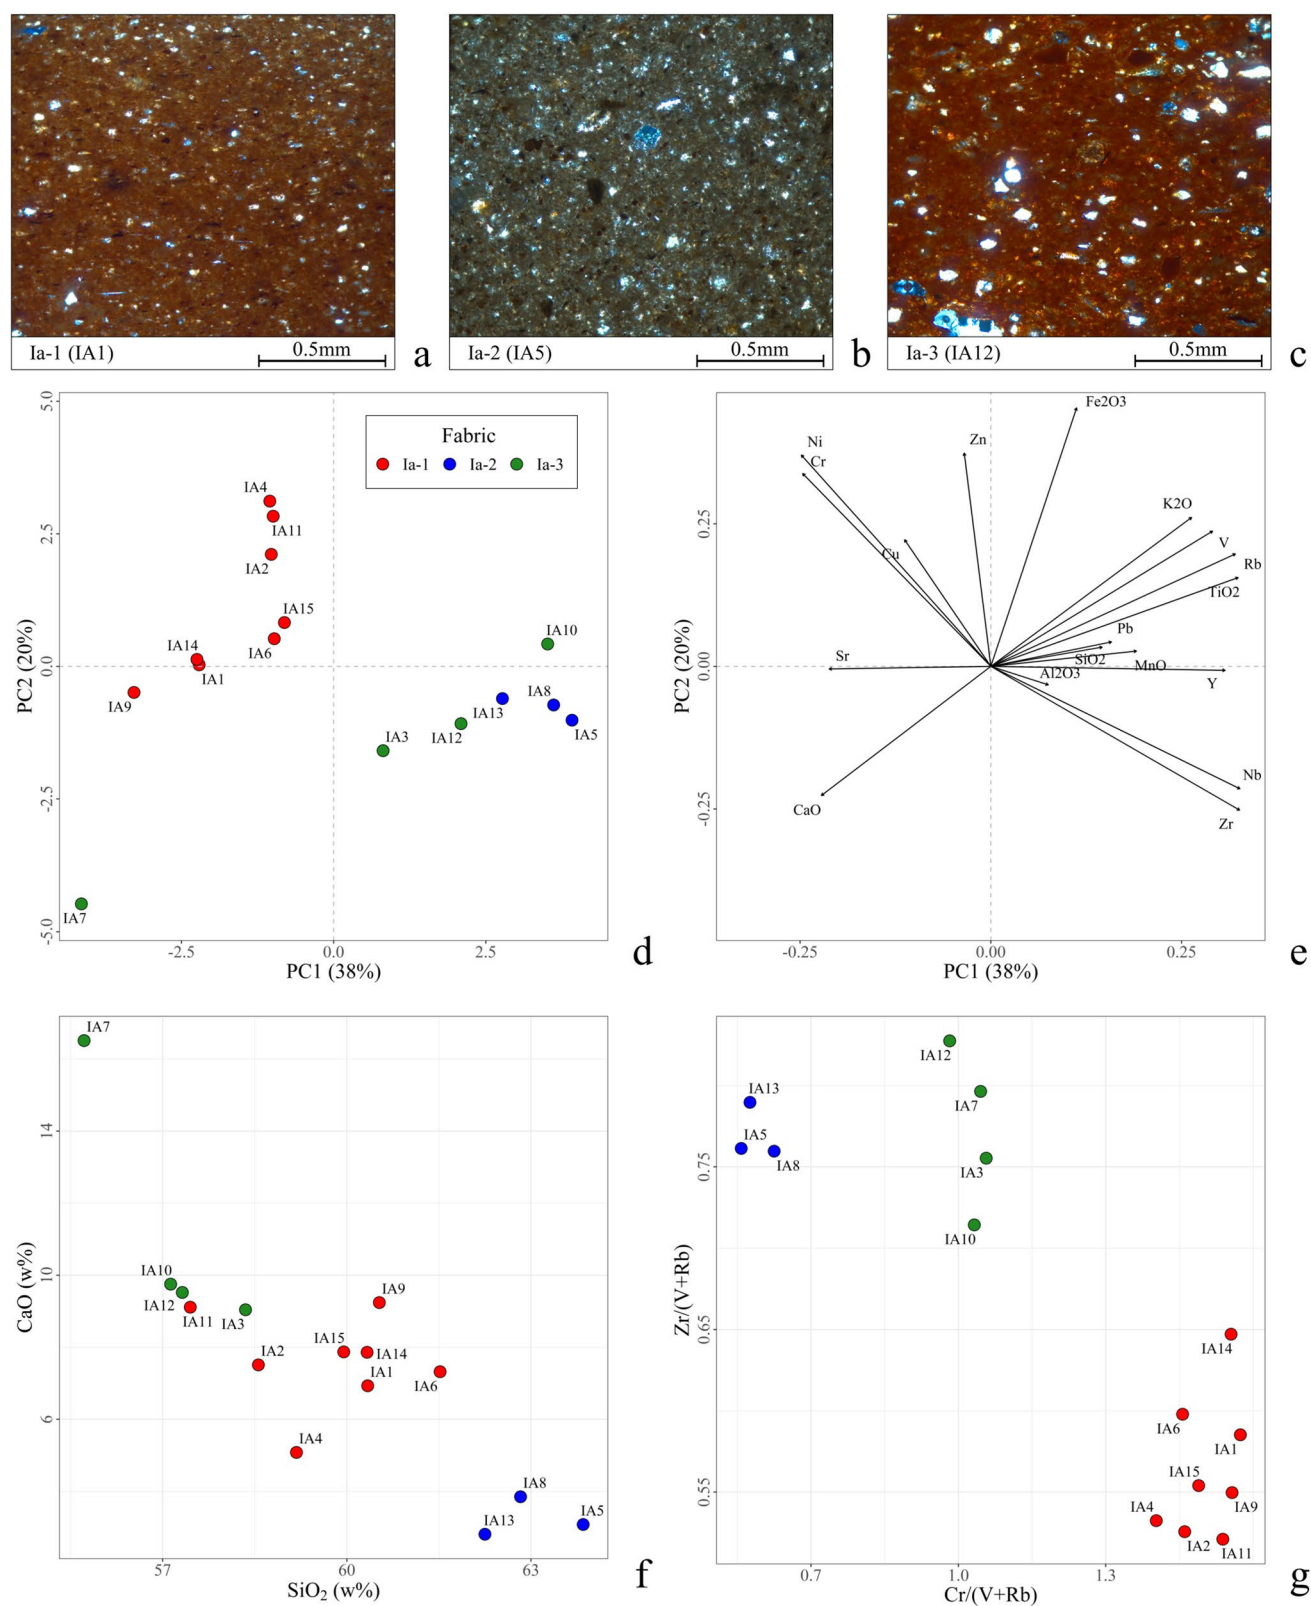 Ia-1 (IA1)
0.5mm
a
Ia-2 (IA5)
0.5mm
b
Ia-3 (IA12)
0.5mm
c
5.0
2.5
0.0
-2.5
-5.0
PC2 (20%)
Fabric
Ia-1 Ia-2 Ia-3
IA4
IA11
IA2
IA15
IA14
IA6
IA1
IA9
IA10
IA8
IA13
IA5
IA3
IA12
IA7
-2.5 0.0 2.5
PC1 (38%)
d
0.25
0.00
-0.25
PC2 (20%)
Fe2O3
Zn
Ni
Cr
K2O
V
Cu
Rb
TiO2
Pb
SiO2
Sr
MnO
Al2O3
Y
Nb
CaO
Zr
-0.25 0.00 0.25
PC1 (38%)
e
14
10
6
CaO (w%)
IA7
IA10
IA9
IA12
IA11
IA3
IA15
IA2
IA14
IA1
IA6
IA4
IA8
IA13
IA5
57 60 63
SiO₂ (w%)
f
0.75
0.65
0.55
Zr/(V+Rb)
IA12
IA13
IA7
IA5
IA8
IA3
IA10
IA14
IA6
IA1
IA15
IA4
IA9
IA2
IA11
0.7 1.0 1.3
Cr/(V+Rb)
g